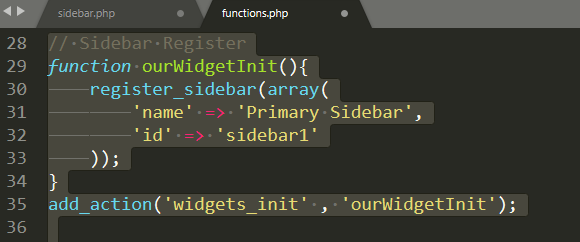 sidebar.php functions.php
28 // Sidebar Register
29 function ourWidgetInit(){
30 register_sidebar(array(
31 'name' => 'Primary Sidebar',
32 'id' => 'sidebar1'
33 ));
34 }
35 add_action('widgets_init' , 'ourWidgetInit');
36